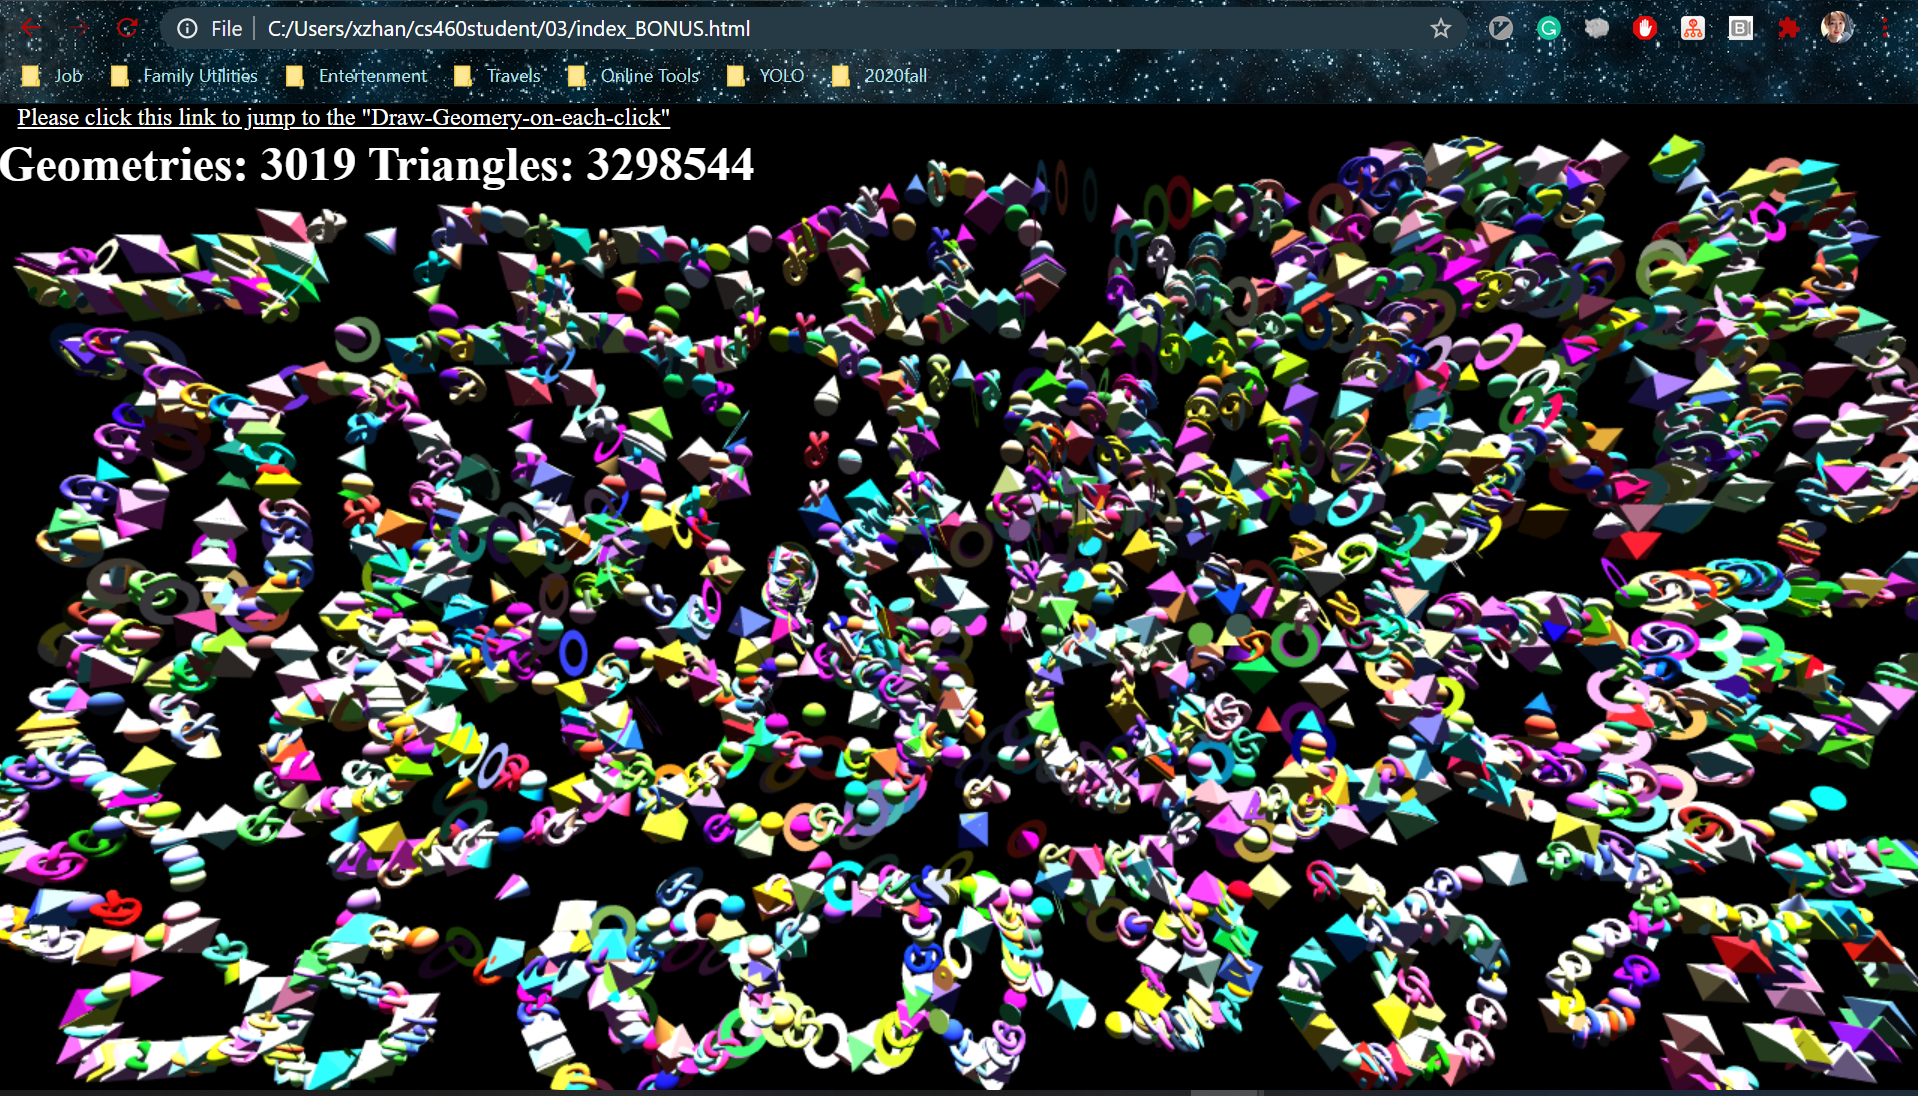 File C:/Users/xzhan/cs460student/03/index_BONUS.html
Job Family Utilities Entertenment Travels Online Tools YOLO 2020fall
Please click this link to jump to the "Draw-Geomery-on-each-click"
Geometries: 3019 Triangles: 3298544